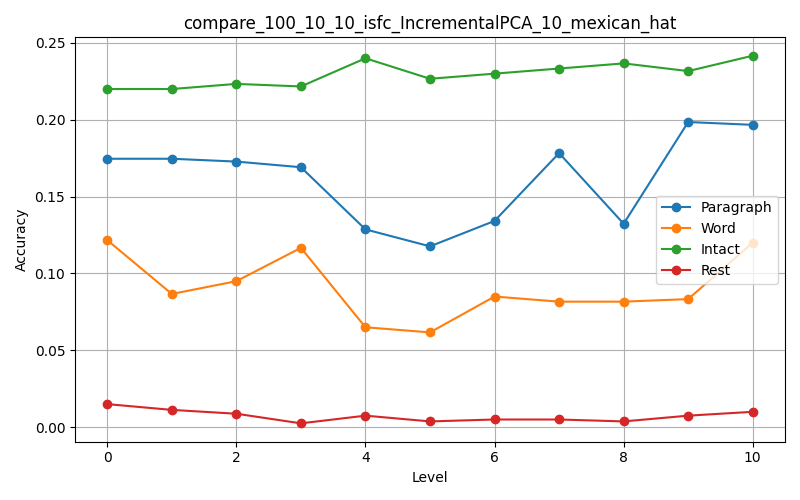 compare_100_10_10_isfc_IncrementalPCA_10_mexican_hat
0.25
0.20
0.15
0.10
0.05
0.00
Accuracy
Paragraph
Word
Intact
Rest
0 2 4 6 8 10
Level